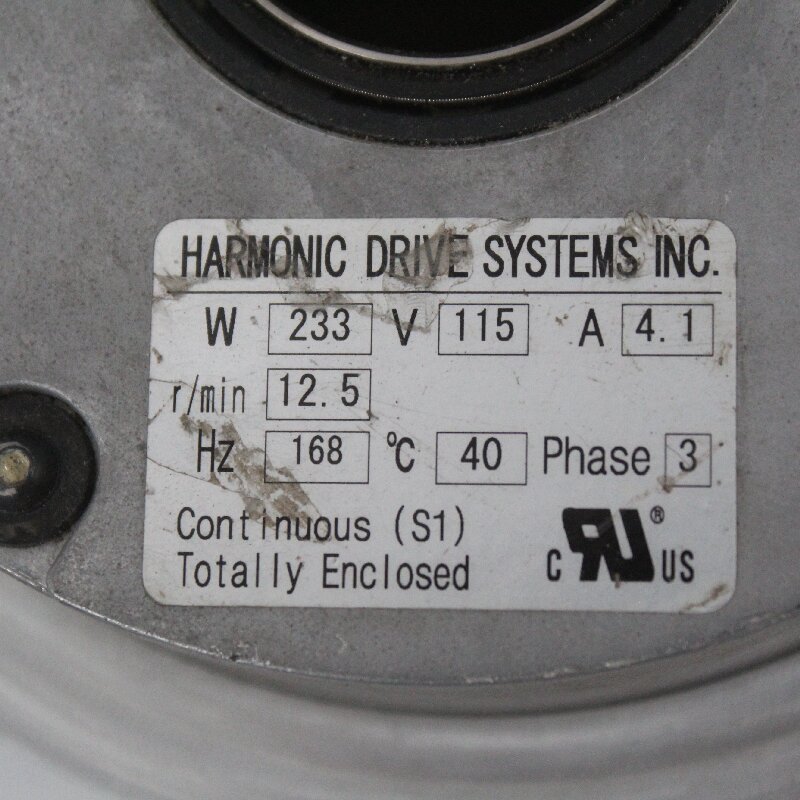 HARMONIC DRIVE SYSTEMS INC.
W 233 V 115 A 4.1
r/min 12.5
Hz 168 ℃ 40 Phase 3
Continuous (S1)
Totally Enclosed
C RU ® US